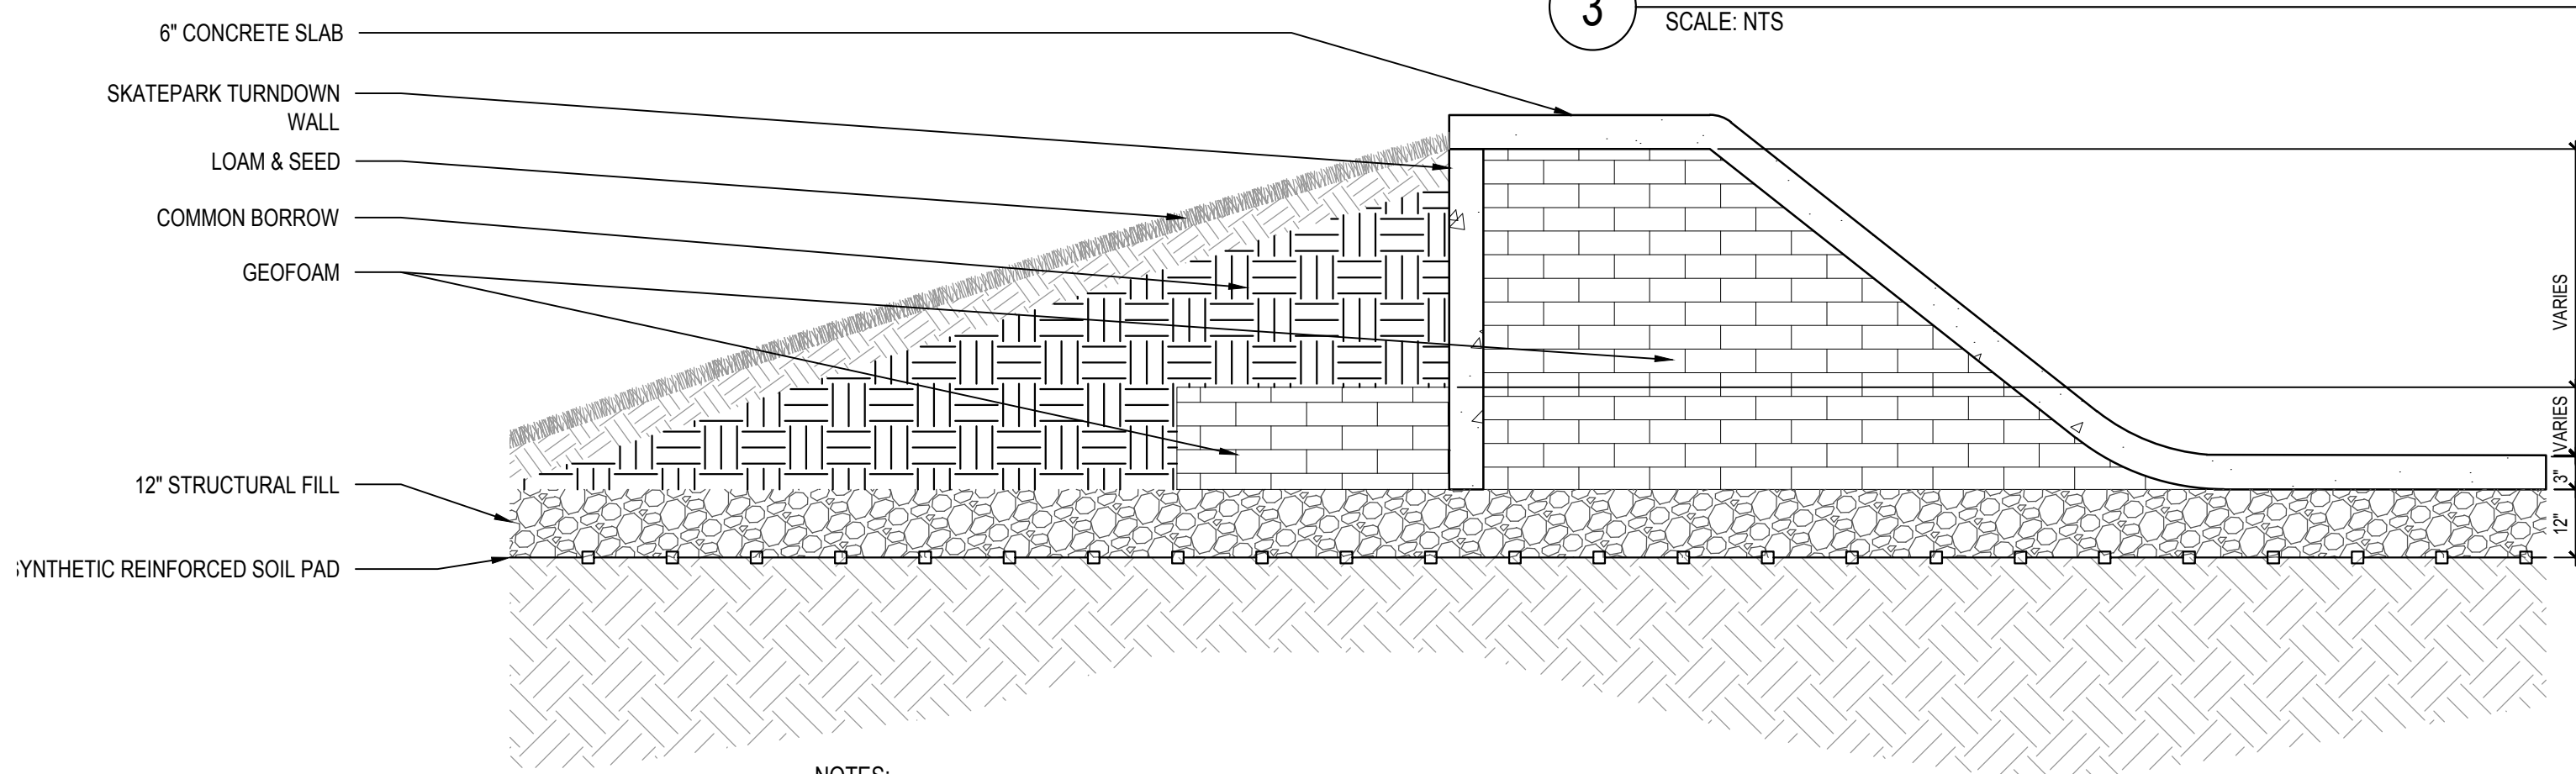 3
SCALE: NTS
6" CONCRETE SLAB
SKATEPARK TURNDOWN
WALL
LOAM & SEED
COMMON BORROW
GEOFOAM
12" STRUCTURAL FILL
YNTHETIC REINFORCED SOIL PAD
VARIES
VARIES
3"
12"
NOTES: